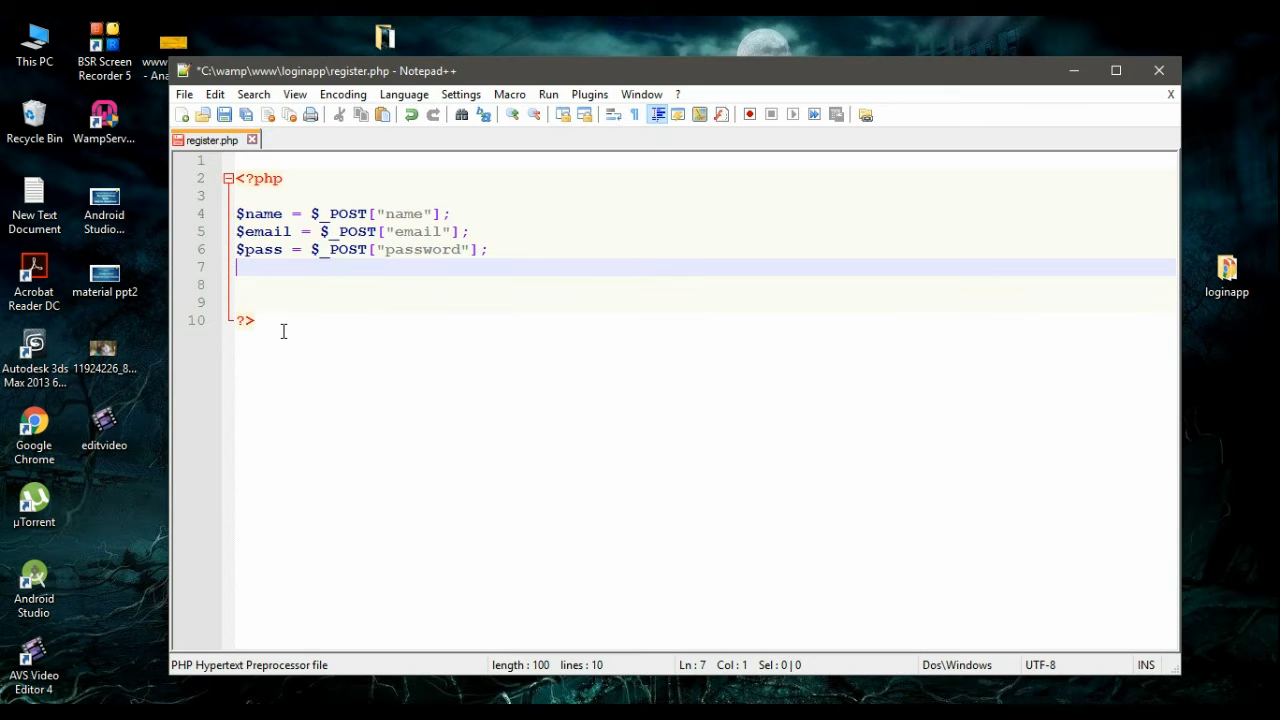 This PC
BSR Screen
Recorder 5
www
- Ana
Recycle Bin
WampServ...
New Text
Document
Android
Studio...
Acrobat
Reader DC
material ppt2
Autodesk 3ds
Max 2013 6...
11924226_8...
Google
Chrome
editvideo
µTorrent
Android
Studio
AVS Video
Editor 4
loginapp
*C:\wamp\www\loginapp\register.php - Notepad++
File Edit Search View Encoding Language Settings Macro Run Plugins Window ? X
register.php
1
2 <?php
3
4 $name = $_POST["name"];
5 $email = $_POST["email"];
6 $pass = $_POST["password"];
7
8
9
10 ?>
PHP Hypertext Preprocessor file length : 100 lines : 10 Ln : 7 Col : 1 Sel : 0 | 0 Dos\Windows UTF-8 INS